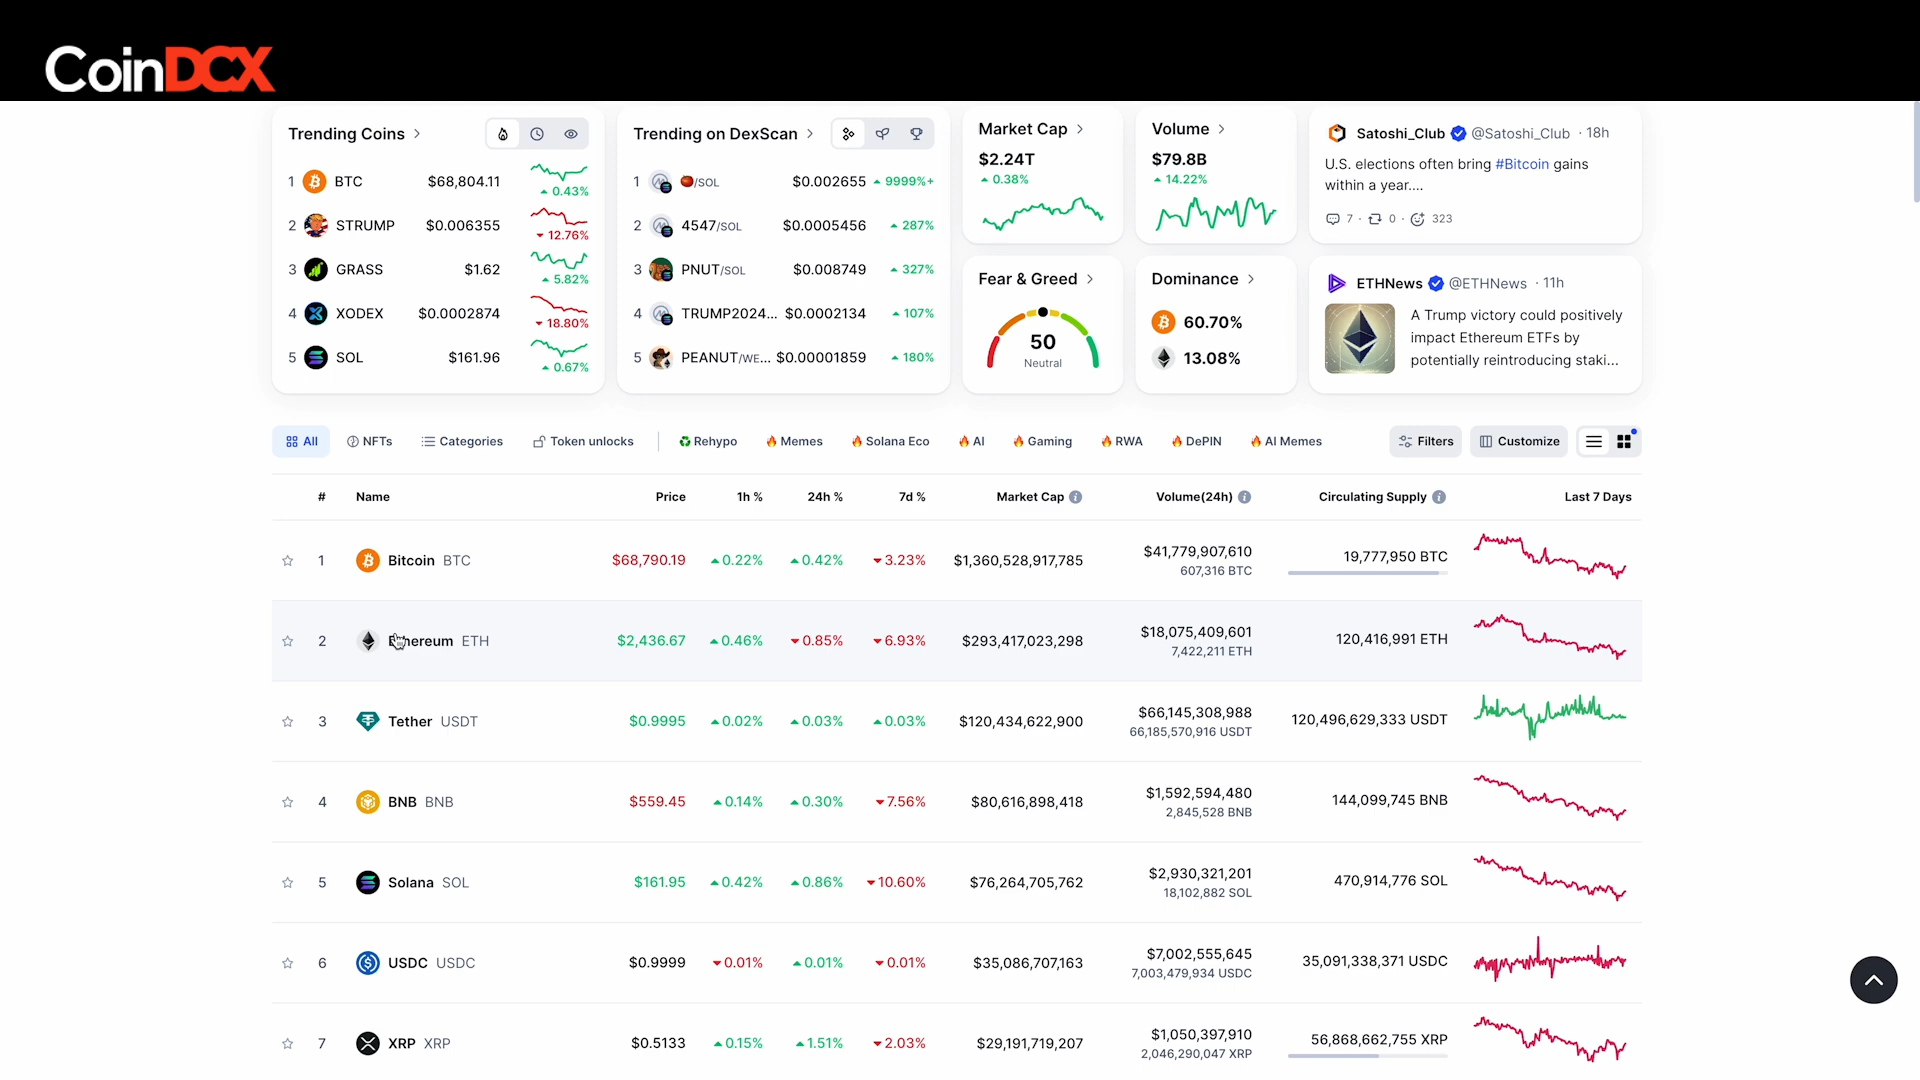 CoinDCX
Trending Coins
1 BTC $68,804.11 0.43%
2 STRUMP $0.006355 12.76%
3 GRASS $1.62 5.82%
4 XODEX $0.0002874 18.80%
5 SOL $161.96 0.67%
Trending on DexScan
1 /SOL $0.002655 9999%+
2 4547/SOL $0.0005456 287%
3 PNUT/SOL $0.008749 327%
4 TRUMP2024... $0.0002134 107%
5 PEANUT/WE... $0.00001859 180%
Market Cap
$2.24T
0.38%
Volume
$79.8B
14.22%
Fear & Greed
50
Neutral
Dominance
60.70%
13.08%
Satoshi_Club @Satoshi_Club · 18h
U.S. elections often bring #Bitcoin gains
within a year....
7 · 0 · 323
ETHNews @ETHNews · 11h
A Trump victory could positively
impact Ethereum ETFs by
potentially reintroducing staki...
All NFTs Categories Token unlocks Rehypo Memes Solana Eco AI Gaming RWA DePIN AI Memes Filters Customize
# Name Price 1h % 24h % 7d % Market Cap Volume(24h) Circulating Supply Last 7 Days
1 Bitcoin BTC $68,790.19 0.22% 0.42% 3.23% $1,360,528,917,785 $41,779,907,610 19,777,950 BTC
607,316 BTC
2 Ethereum ETH $2,436.67 0.46% 0.85% 6.93% $293,417,023,298 $18,075,409,601 120,416,991 ETH
7,422,211 ETH
3 Tether USDT $0.9995 0.02% 0.03% 0.03% $120,434,622,900 $66,145,308,988 120,496,629,333 USDT
66,185,570,916 USDT
4 BNB BNB $559.45 0.14% 0.30% 7.56% $80,616,898,418 $1,592,594,480 144,099,745 BNB
2,845,528 BNB
5 Solana SOL $161.95 0.42% 0.86% 10.60% $76,264,705,762 $2,930,321,201 470,914,776 SOL
18,102,882 SOL
6 USDC USDC $0.9999 0.01% 0.01% 0.01% $35,086,707,163 $7,002,555,645 35,091,338,371 USDC
7,003,479,934 USDC
7 XRP XRP $0.5133 0.15% 1.51% 2.03% $29,191,719,207 $1,050,397,910 56,868,662,755 XRP
2,046,290,047 XRP